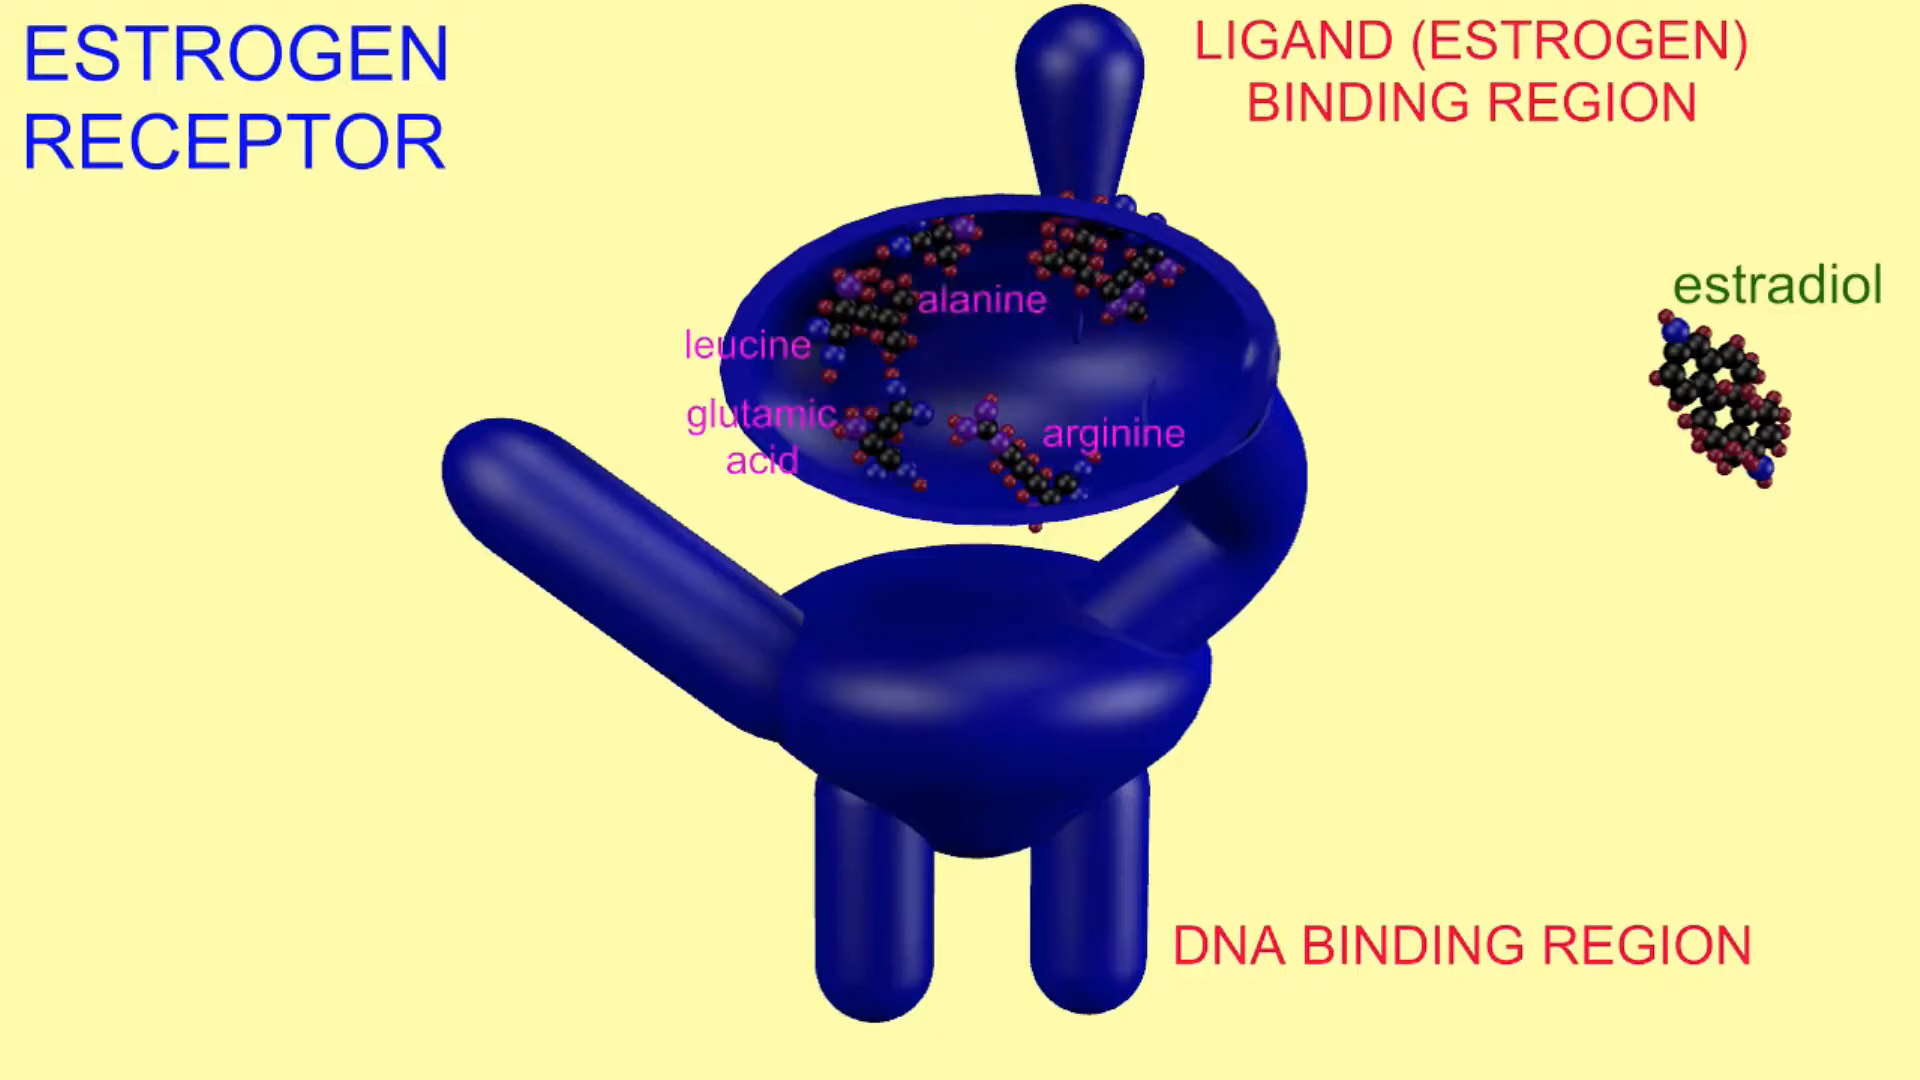 ESTROGEN
RECEPTOR
LIGAND (ESTROGEN)
BINDING REGION
estradiol
alanine
leucine
glutamic
acid
arginine
DNA BINDING REGION